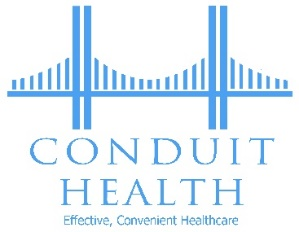 CONDUIT
HEALTH
Effective, Convenient Healthcare